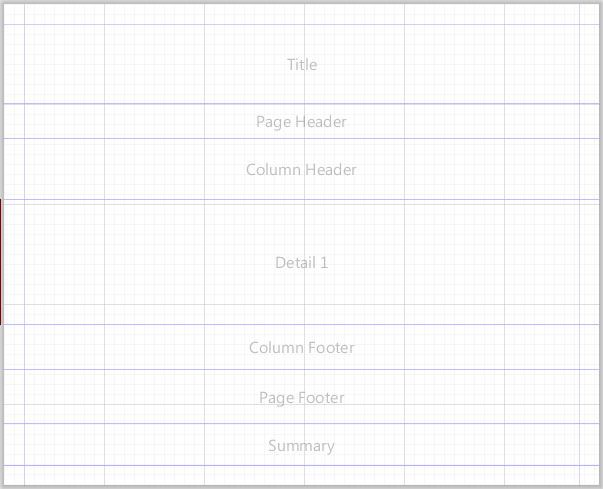 Title
Page Header
Column Header
Detail 1
Column Footer
Page Footer
Summary